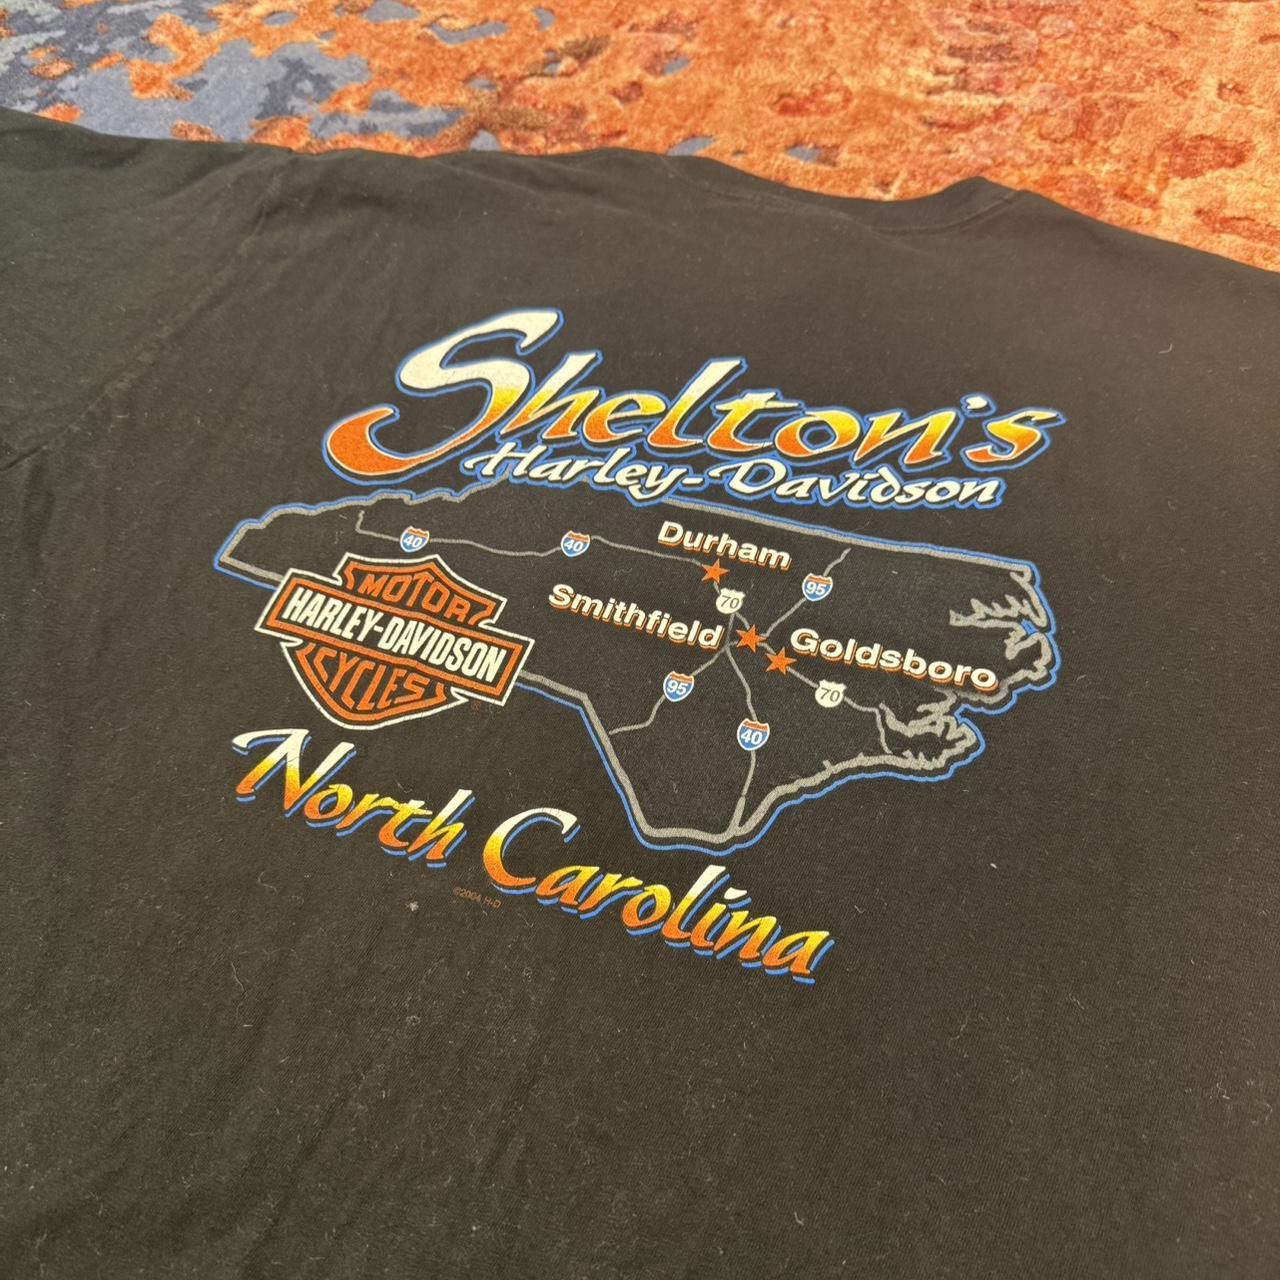 Shelton's
Harley-Davidson
Durham
40
40
95
70
Smithfield
Goldsboro
MOTOR
HARLEY-DAVIDSON
CYCLES
95
70
40
North Carolina
©2004 H-D